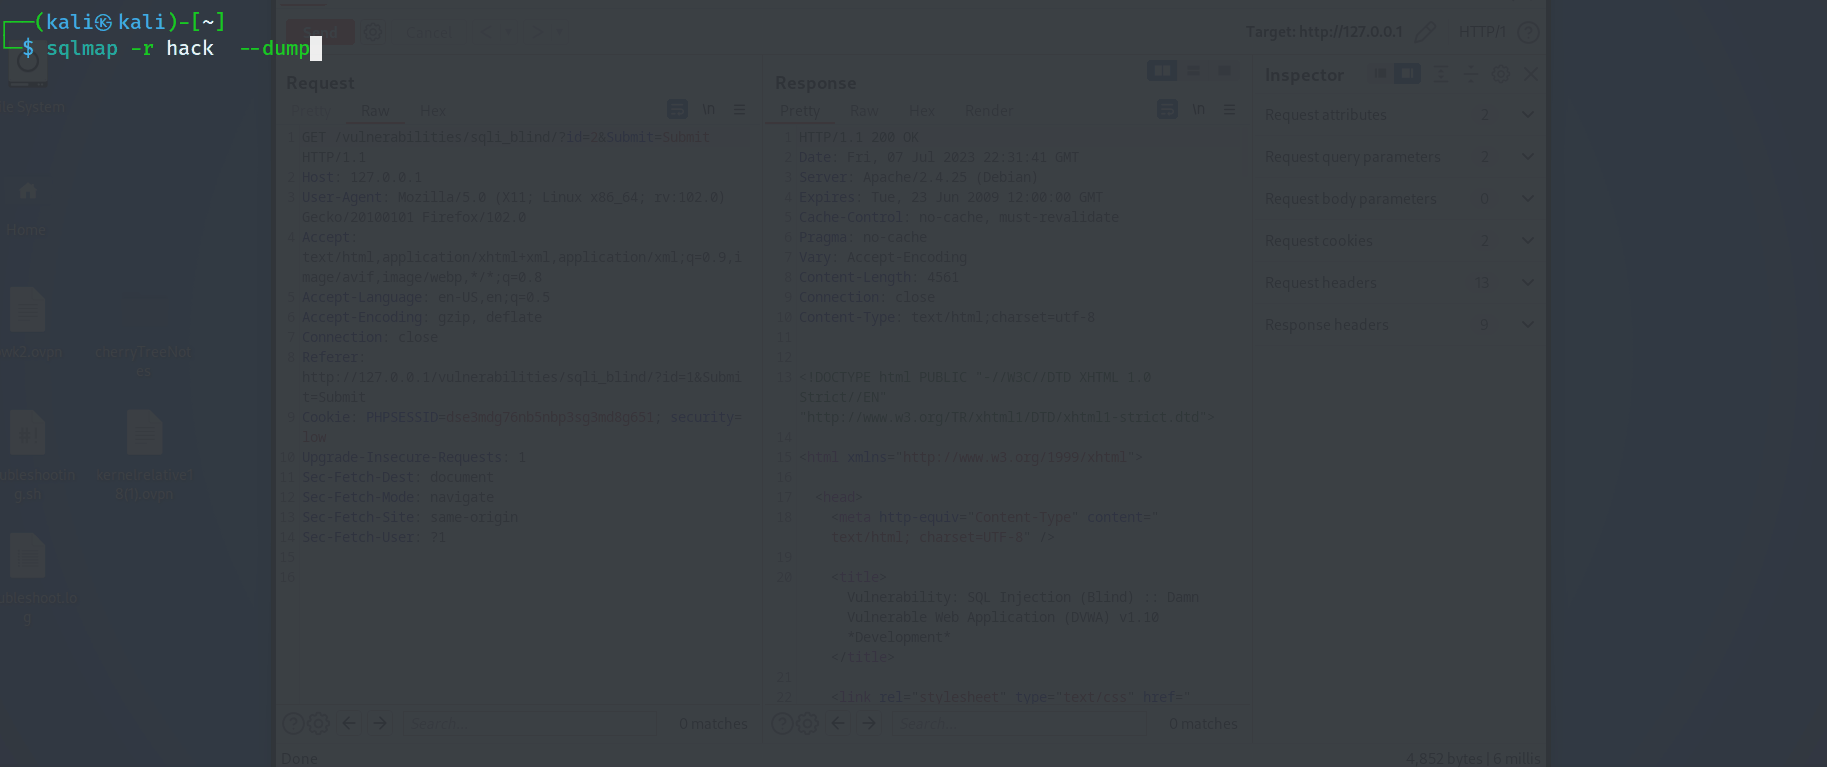 ┌──(kali㉿kali)-[~]
└─$ sqlmap -r hack  --dump
Send
Cancel
Target: http://127.0.0.1
HTTP/1
Request
Pretty Raw Hex
\n
1 GET /vulnerabilities/sqli_blind/?id=2&Submit=Submit
HTTP/1.1
2 Host: 127.0.0.1
3 User-Agent: Mozilla/5.0 (X11; Linux x86_64; rv:102.0)
Gecko/20100101 Firefox/102.0
4 Accept:
text/html,application/xhtml+xml,application/xml;q=0.9,i
mage/avif,image/webp,*/*;q=0.8
5 Accept-Language: en-US,en;q=0.5
6 Accept-Encoding: gzip, deflate
7 Connection: close
8 Referer:
http://127.0.0.1/vulnerabilities/sqli_blind/?id=1&Submi
t=Submit
9 Cookie: security=
low
10 Upgrade-Insecure-Requests: 1
11 Sec-Fetch-Dest: document
12 Sec-Fetch-Mode: navigate
13 Sec-Fetch-Site: same-origin
14 Sec-Fetch-User: ?1
15
16
Search...
0 matches
Done
Response
Pretty Raw Hex Render
\n
1 HTTP/1.1 200 OK
2 Date: Fri, 07 Jul 2023 22:31:41 GMT
3 Server: Apache/2.4.25 (Debian)
4 Expires: Tue, 23 Jun 2009 12:00:00 GMT
5 Cache-Control: no-cache, must-revalidate
6 Pragma: no-cache
7 Vary: Accept-Encoding
8 Content-Length: 4561
9 Connection: close
10 Content-Type: text/html;charset=utf-8
11
12
13 <!DOCTYPE html PUBLIC "-//W3C//DTD XHTML 1.0
Strict//EN"
"http://www.w3.org/TR/xhtml1/DTD/xhtml1-strict.dtd">
14
15 <html xmlns="http://www.w3.org/1999/xhtml">
16
17 <head>
18 <meta http-equiv="Content-Type" content="
text/html; charset=UTF-8" />
19
20 <title>
Vulnerability: SQL Injection (Blind) :: Damn
Vulnerable Web Application (DVWA) v1.10
*Development*
</title>
21
22 <link rel="stylesheet" type="text/css" href="
Search...
0 matches
4,852 bytes | 6 millis
Inspector
Request attributes 2
Request query parameters 2
Request body parameters 0
Request cookies 2
Request headers 13
Response headers 9
System
Home
wk2.ovpn
cherryTreeNot
es